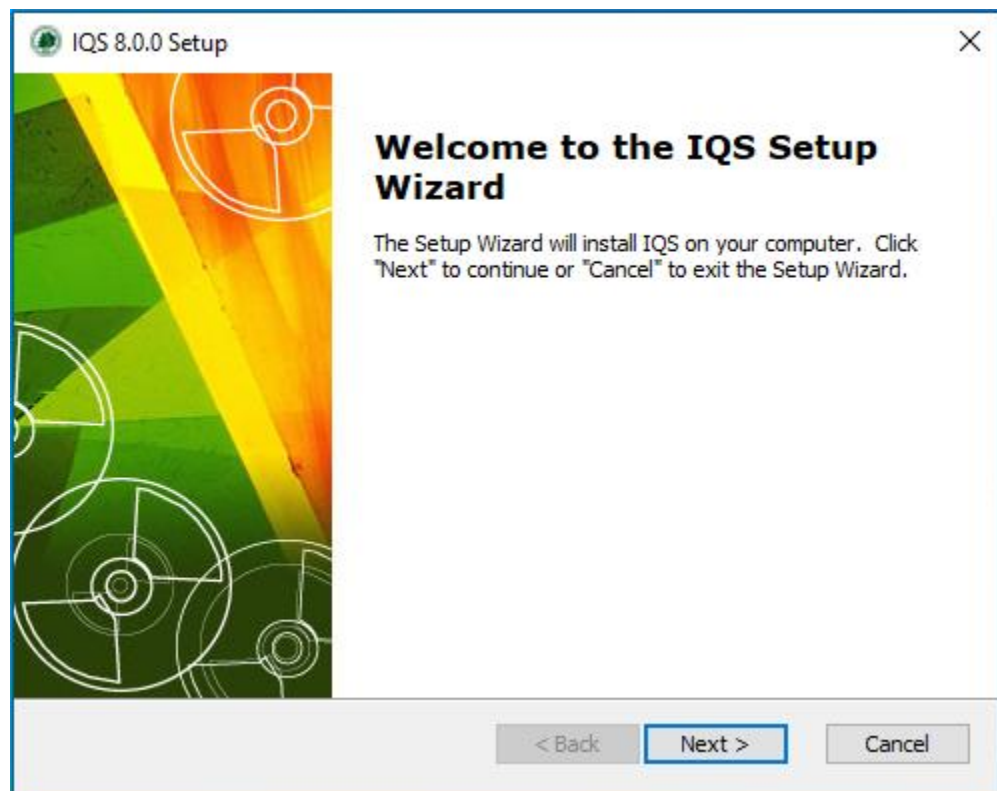 IQS 8.0.0 Setup
Welcome to the IQS Setup
Wizard
The Setup Wizard will install IQS on your computer.  Click
"Next" to continue or "Cancel" to exit the Setup Wizard.
< Back
Next >
Cancel